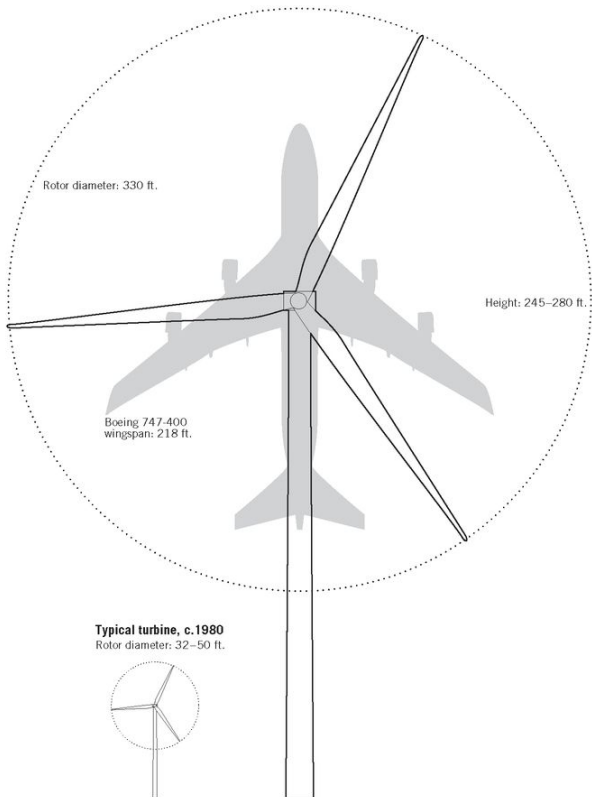 Rotor diameter: 330 ft.
Height: 245–280 ft.
Boeing 747-400
wingspan: 218 ft.
Typical turbine, c.1980
Rotor diameter: 32–50 ft.